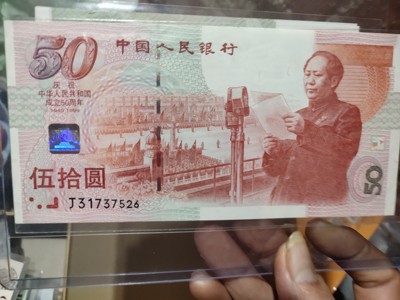 50
中国人民银行
庆祝
中华人民共和国
成立50周年
伍拾圆
J31737526
50